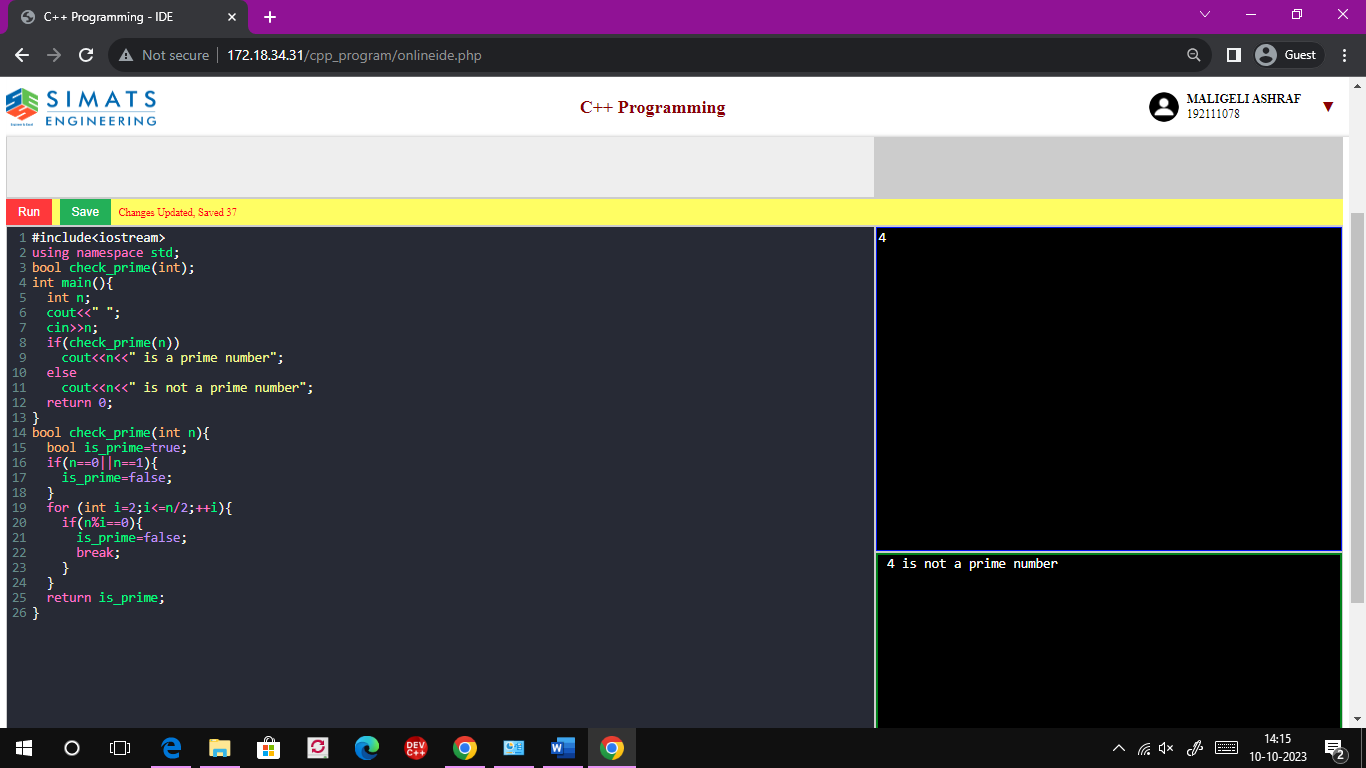 C++ Programming - IDE
Not secure 172.18.34.31/cpp_program/onlineide.php Guest
SIMATS
ENGINEERING
C++ Programming
MALIGELI ASHRAF
192111078
Run Save Changes Updated, Saved 37
1 #include<iostream>
2 using namespace std;
3 bool check_prime(int);
4 int main(){
5 int n;
6 cout<<" ";
7 cin>>n;
8 if(check_prime(n))
9 cout<<n<<" is a prime number";
10 else
11 cout<<n<<" is not a prime number";
12 return 0;
13 }
14 bool check_prime(int n){
15 bool is_prime=true;
16 if(n==0||n==1){
17 is_prime=false;
18 }
19 for (int i=2;i<=n/2;++i){
20 if(n%i==0){
21 is_prime=false;
22 break;
23 }
24 }
25 return is_prime;
26 }
4
4 is not a prime number
DEV
C++
14:15
10-10-2023
2